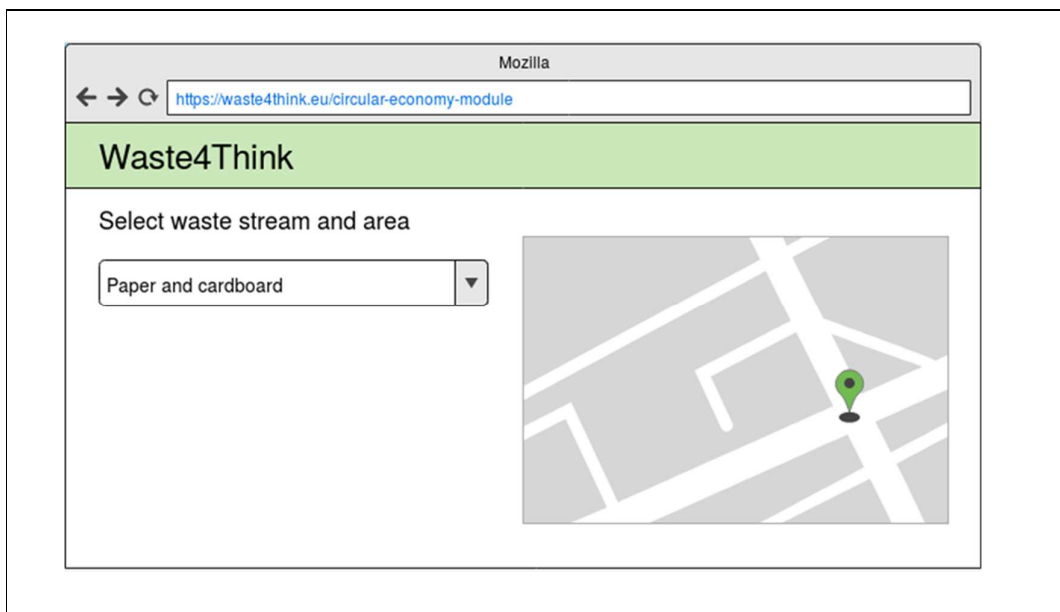 Mozilla
https://waste4think.eu/circular-economy-module
Waste4Think
Select waste stream and area
Paper and cardboard